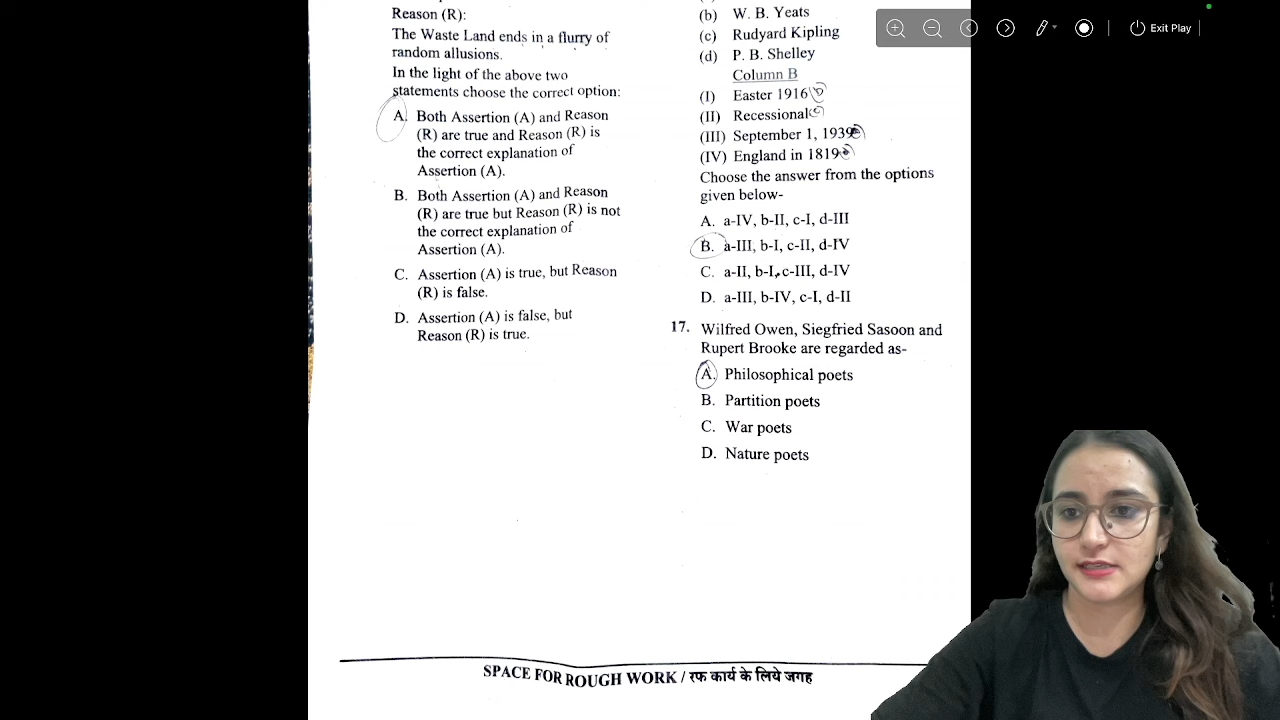 Reason (R):
The Waste Land ends in a flurry of
random allusions.
In the light of the above two
statements choose the correct option:
A. Both Assertion (A) and Reason
(R) are true and Reason (R) is
the correct explanation of
Assertion (A).
B. Both Assertion (A) and Reason
(R) are true but Reason (R) is not
the correct explanation of
Assertion (A).
C. Assertion (A) is true, but Reason
(R) is false.
D. Assertion (A) is false, but
Reason (R) is true.
(b) W. B. Yeats
(c) Rudyard Kipling
(d) P. B. Shelley
Column B
(I) Easter 1916
(II) Recessional
(III) September 1, 1939
(IV) England in 1819
Choose the answer from the options
given below-
A. a-IV, b-II, c-I, d-III
B. a-III, b-I, c-II, d-IV
C. a-II, b-I, c-III, d-IV
D. a-III, b-IV, c-I, d-II
17. Wilfred Owen, Siegfried Sasoon and
Rupert Brooke are regarded as-
A. Philosophical poets
B. Partition poets
C. War poets
D. Nature poets
SPACE FOR ROUGH WORK / रफ कार्य के लिये जगह
Exit Play